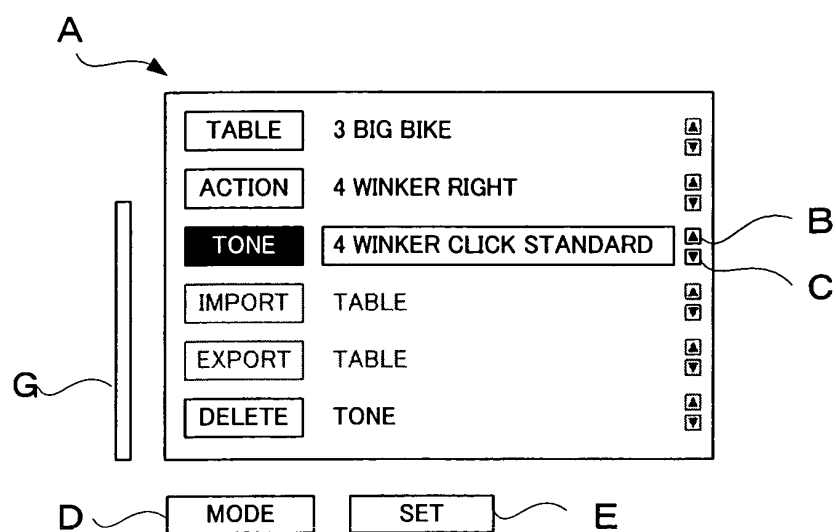 A
TABLE 3 BIG BIKE
ACTION 4 WINKER RIGHT
TONE 4 WINKER CLICK STANDARD
B
IMPORT TABLE
C
EXPORT TABLE
G
DELETE TONE
D MODE SET E